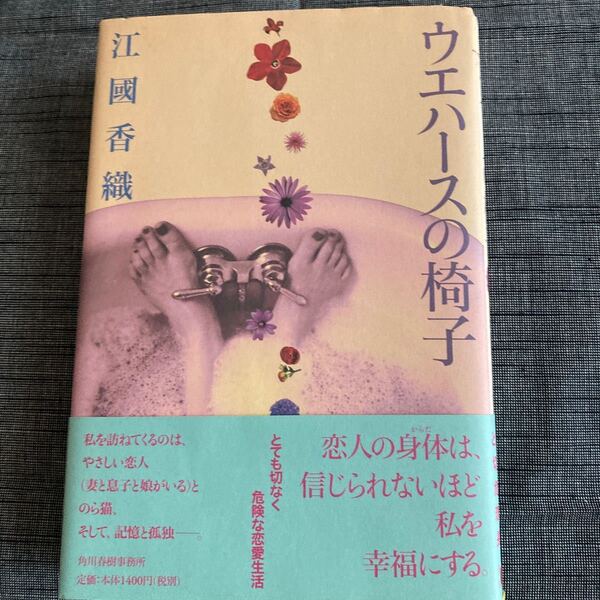 ウエハースの椅子
江國香織
恋人の身体は、
からだ
信じられないほど
私を
幸福にする。
とても切なく
危険な恋愛生活
私を訪ねてくるのは、
やさしい恋人
(妻と息子と娘がいる)と
のら猫。
そして、記憶と孤独――。
角川春樹事務所
定価:本体1400円(税別)